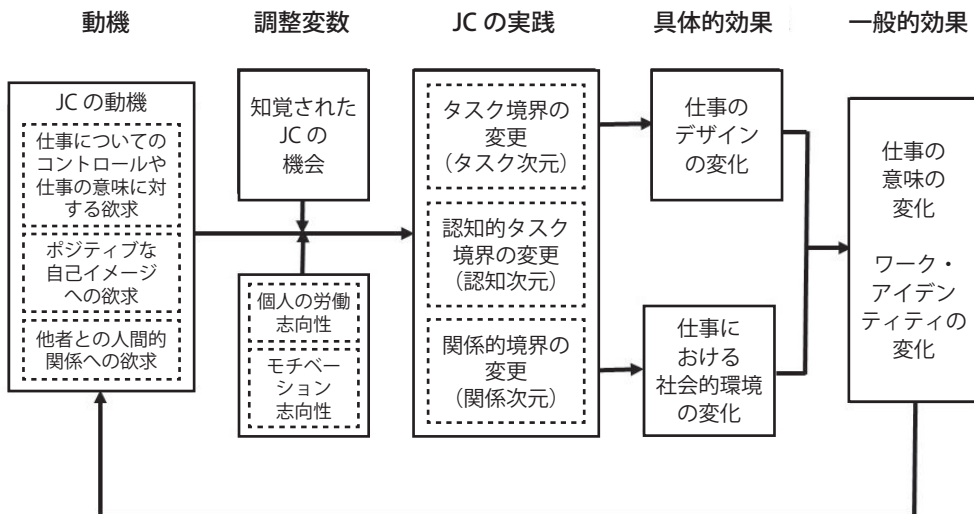 動機
調整変数
JC の実践
具体的効果
一般的効果
JC の動機
仕事についての
コントロールや
仕事の意味に対
する欲求
ポジティブな
自己イメージ
への欲求
他者との人間的
関係への欲求
知覚された
JC の
機会
個人の労働
志向性
モチベー
ション
志向性
タスク境界の
変更
（タスク次元）
認知的タスク
境界の変更
（認知次元）
関係的境界の
変更
（関係次元）
仕事の
デザイン
の変化
仕事に
おける
社会的環境
の変化
仕事の
意味の
変化
ワーク・
アイデン
ティティの
変化